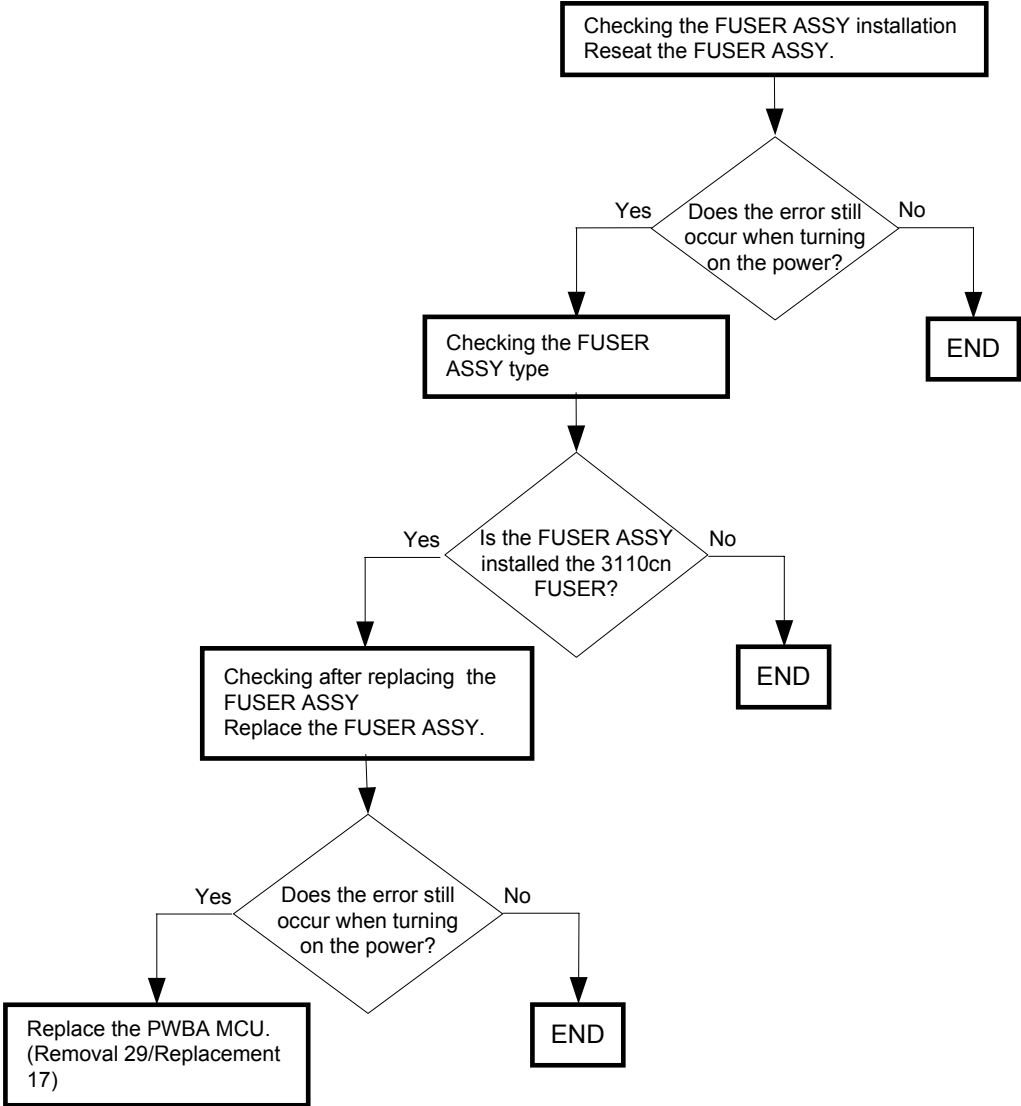 Checking the FUSER ASSY installation
Reseat the FUSER ASSY.
Yes
Does the error still
occur when turning
on the power?
No
Checking the FUSER
ASSY type
END
Yes
Is the FUSER ASSY
installed the 3110cn
FUSER?
No
Checking after replacing the
FUSER ASSY
Replace the FUSER ASSY.
END
Yes
Does the error still
occur when turning
on the power?
No
Replace the PWBA MCU.
(Removal 29/Replacement
17)
END